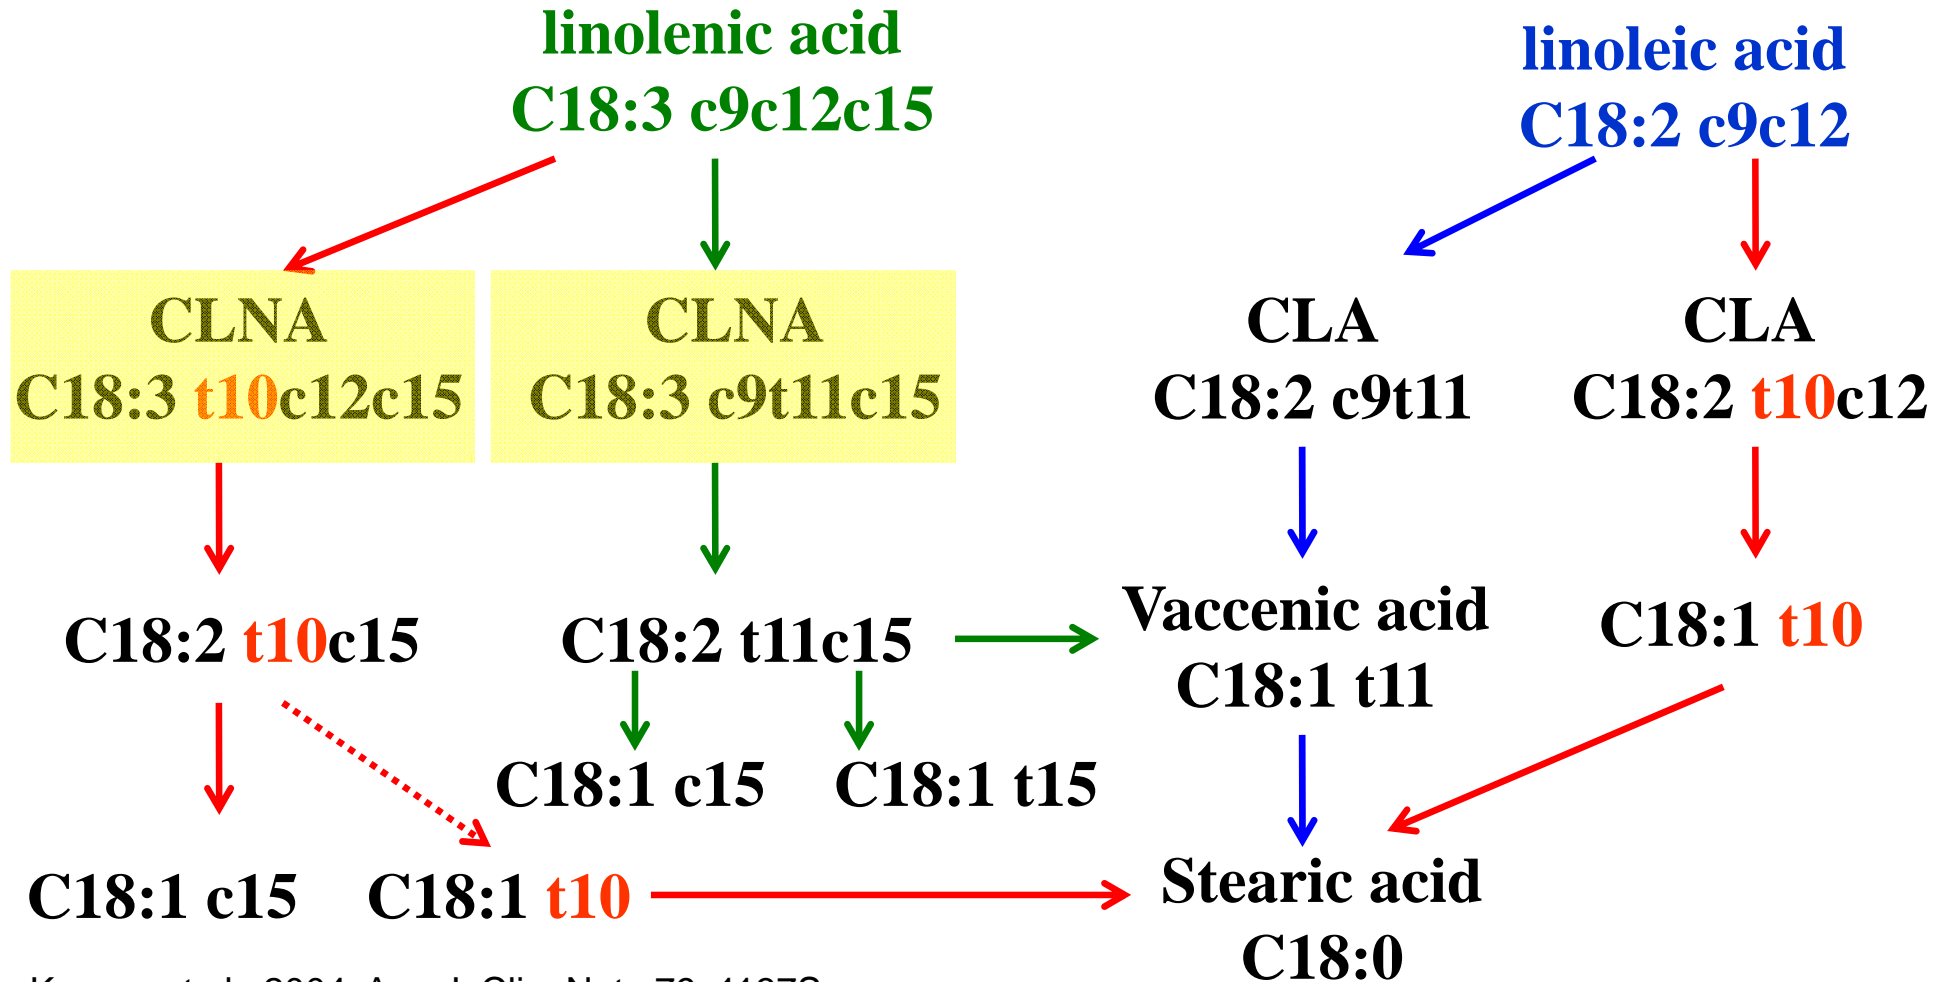 linolenic acid
C18:3 c9c12c15
linoleic acid
C18:2 c9c12
CLNA
C18:3 t10c12c15
CLNA
C18:3 c9t11c15
CLA
C18:2 c9t11
CLA
C18:2 t10c12
C18:2 t10c15
C18:2 t11c15
Vaccenic acid
C18:1 t11
C18:1 t10
C18:1 c15
C18:1 t15
C18:1 c15
C18:1 t10
Stearic acid
C18:0